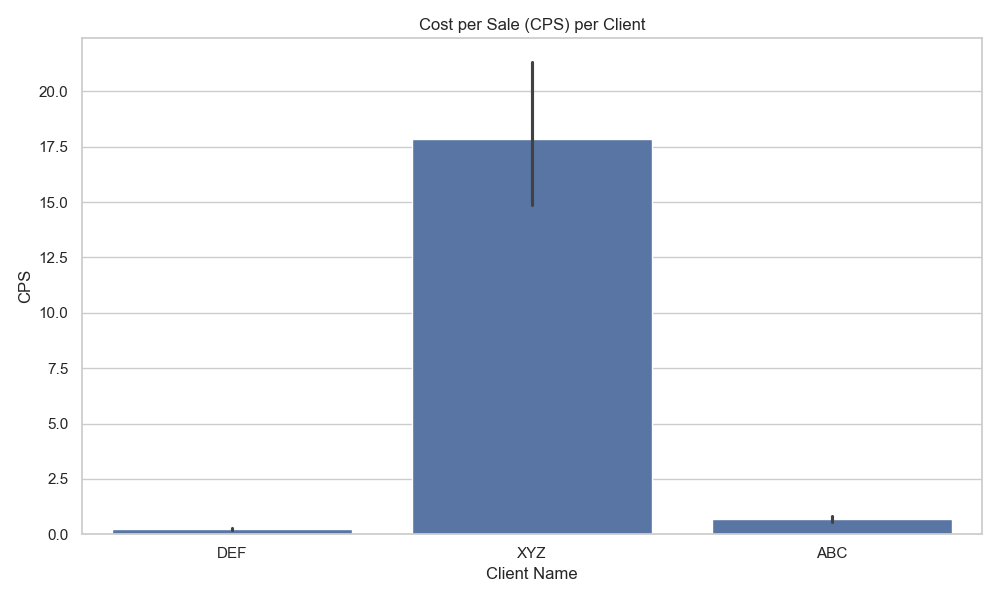 Cost per Sale (CPS) per Client
20.0
17.5
15.0
12.5
10.0
7.5
5.0
2.5
0.0
CPS
DEF XYZ ABC
Client Name